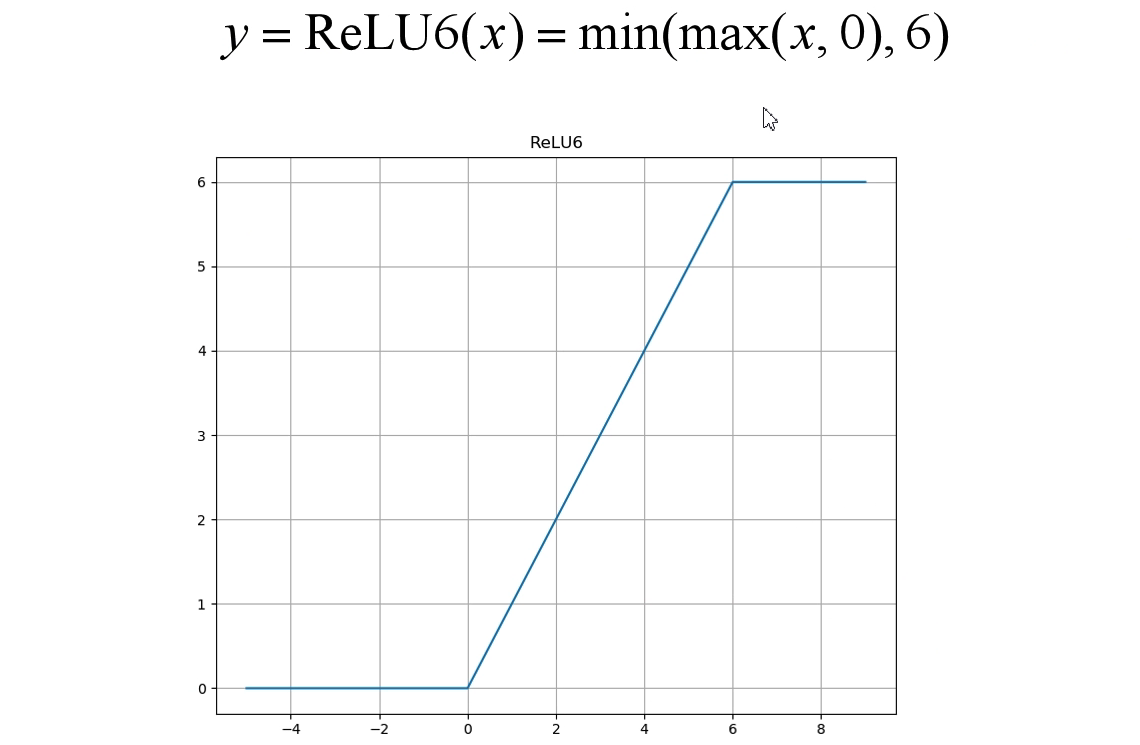 y = ReLU6(x) = min(max(x, 0), 6)
ReLU6
6
5
4
3
2
1
0
−4 −2 0 2 4 6 8